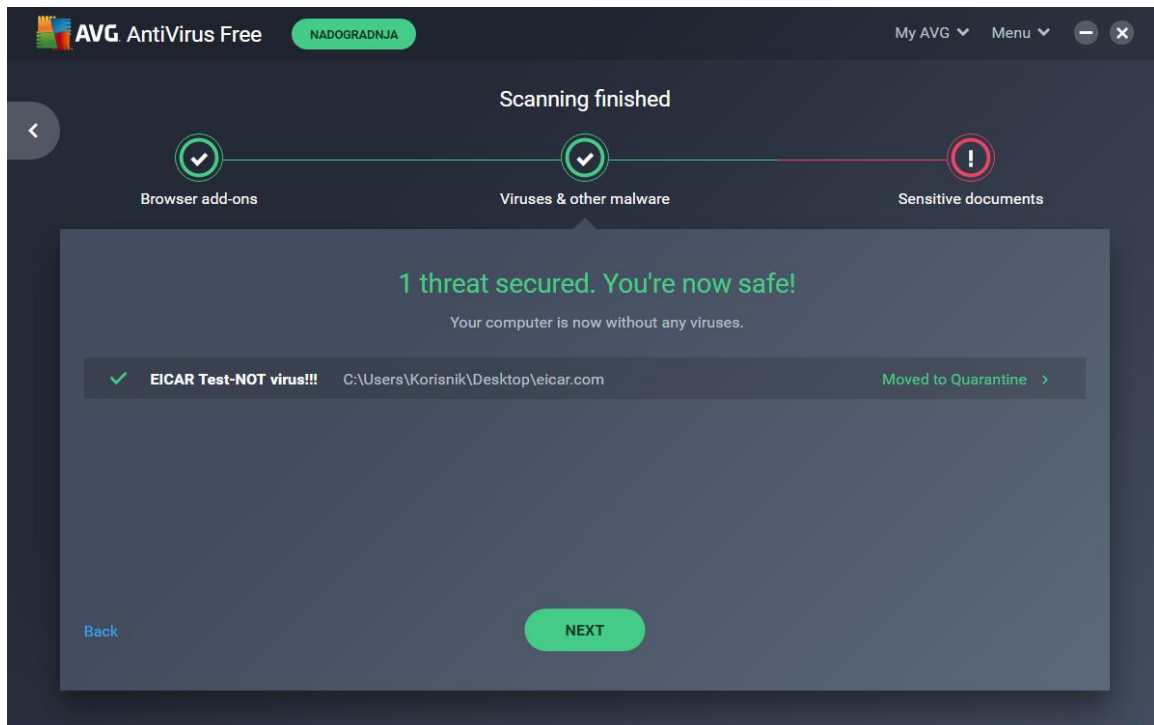 AVG AntiVirus Free NADOGRADNJA My AVG Menu
Scanning finished
Browser add-ons Viruses & other malware Sensitive documents
1 threat secured. You're now safe!
Your computer is now without any viruses.
EICAR Test-NOT virus!!! C:\Users\Korisnik\Desktop\eicar.com Moved to Quarantine
Back NEXT